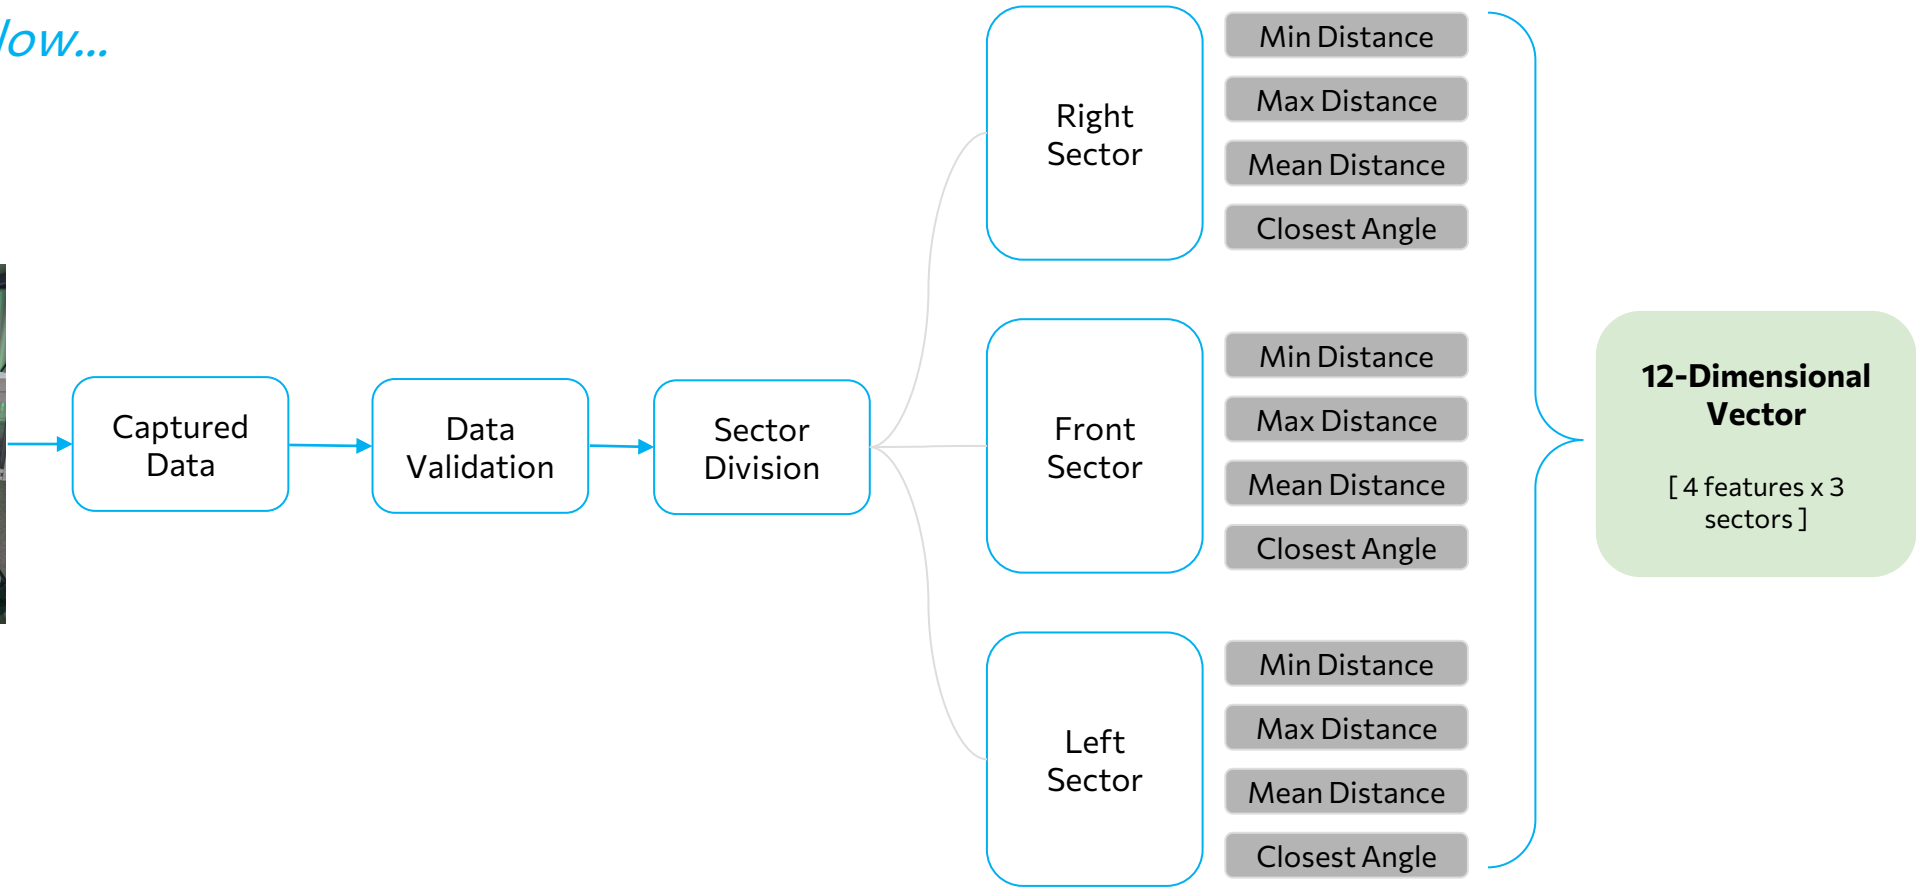 Captured
Data
Data
Validation
Sector
Division
Right
Sector
Min Distance
Max Distance
Mean Distance
Closest Angle
Front
Sector
Min Distance
Max Distance
Mean Distance
Closest Angle
Left
Sector
Min Distance
Max Distance
Mean Distance
Closest Angle
12-Dimensional
Vector
[ 4 features x 3
sectors ]